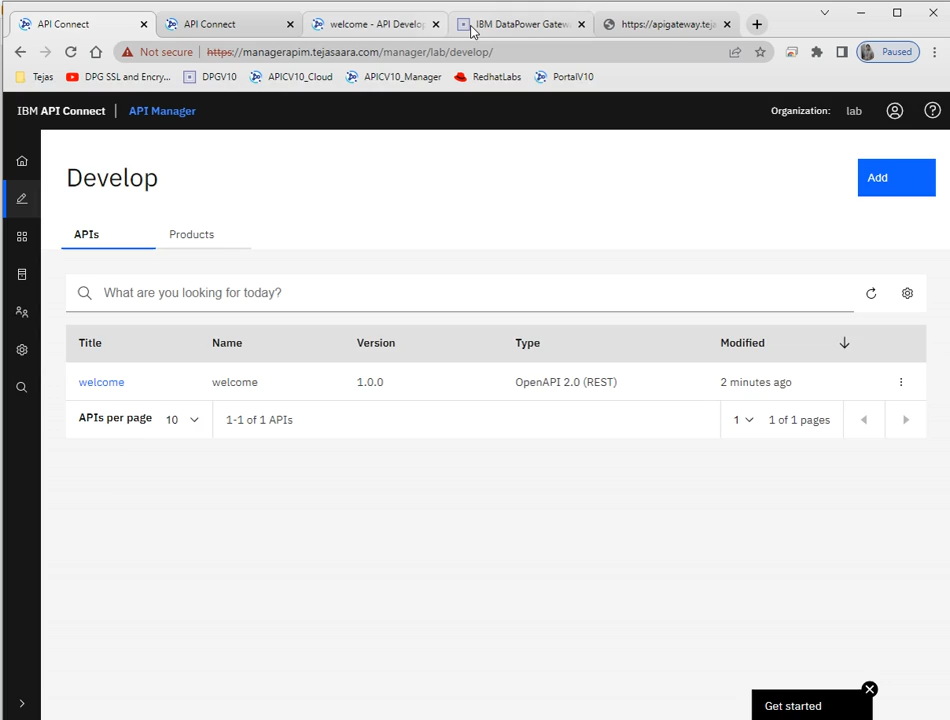 API Connect
API Connect
welcome - API Develop
IBM DataPower Gatew
https://apigateway.teja
Not secure
https://managerapim.tejasaara.com/manager/lab/develop/
Paused
Tejas
DPG SSL and Encry...
DPGV10
APICV10_Cloud
APICV10_Manager
RedhatLabs
PortalV10
IBM API Connect
API Manager
Organization:
lab
Develop
Add
APIs
Products
What are you looking for today?
Title
Name
Version
Type
Modified
welcome
welcome
1.0.0
OpenAPI 2.0 (REST)
2 minutes ago
APIs per page
10
1-1 of 1 APIs
1
1 of 1 pages
Get started